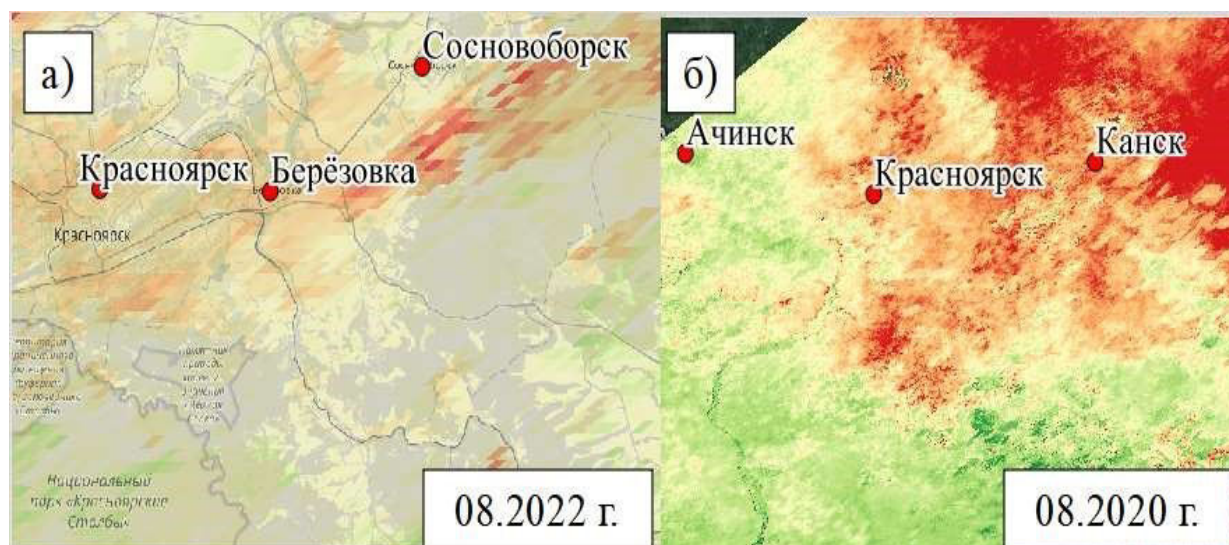 а)
Сосновоборск
Красноярск
Берёзовка
Красноярск
Национальный
парк «Красноярские
Столбы»
08.2022 г.
б)
Ачинск
Канск
Красноярск
08.2020 г.